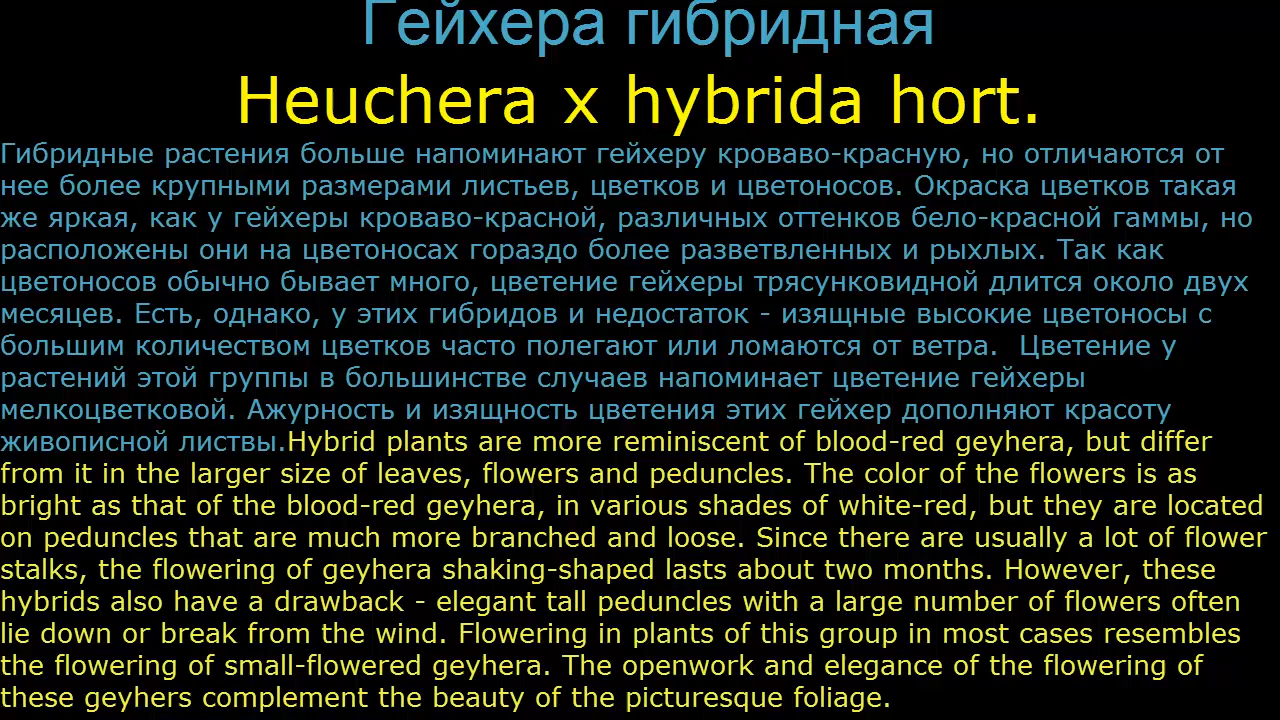 Гейхера гибридная
Heuchera x hybrida hort.
Гибридные растения больше напоминают гейхеру кроваво-красную, но отличаются от
нее более крупными размерами листьев, цветков и цветоносов. Окраска цветков такая
же яркая, как у гейхеры кроваво-красной, различных оттенков бело-красной гаммы, но
расположены они на цветоносах гораздо более разветвленных и рыхлых. Так как
цветоносов обычно бывает много, цветение гейхеры трясунковидной длится около двух
месяцев. Есть, однако, у этих гибридов и недостаток - изящные высокие цветоносы с
большим количеством цветков часто полегают или ломаются от ветра.  Цветение у
растений этой группы в большинстве случаев напоминает цветение гейхеры
мелкоцветковой. Ажурность и изящность цветения этих гейхер дополняют красоту
живописной листвы.Hybrid plants are more reminiscent of blood-red geyhera, but differ
from it in the larger size of leaves, flowers and peduncles. The color of the flowers is as
bright as that of the blood-red geyhera, in various shades of white-red, but they are located
on peduncles that are much more branched and loose. Since there are usually a lot of flower
stalks, the flowering of geyhera shaking-shaped lasts about two months. However, these
hybrids also have a drawback - elegant tall peduncles with a large number of flowers often
lie down or break from the wind. Flowering in plants of this group in most cases resembles
the flowering of small-flowered geyhera. The openwork and elegance of the flowering of
these geyhers complement the beauty of the picturesque foliage.